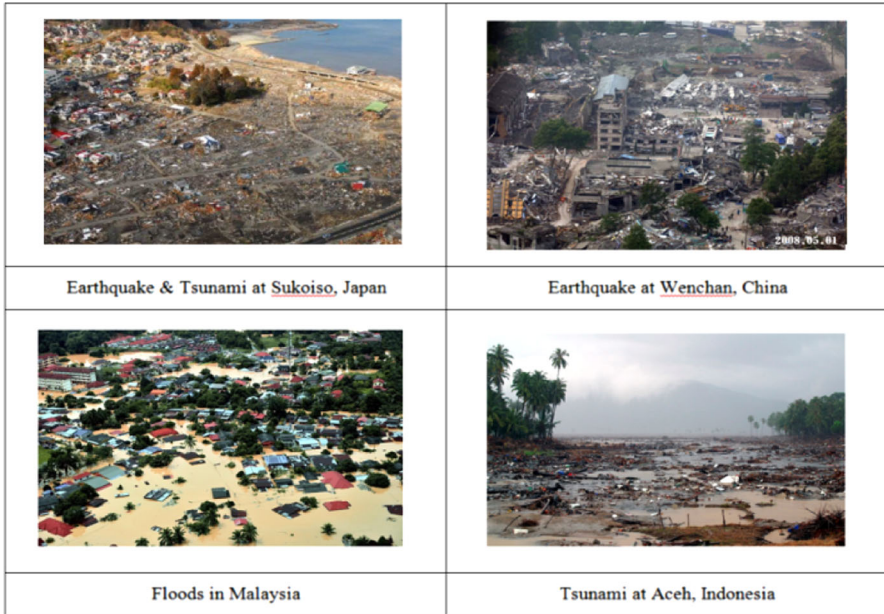 2008.05.01
Earthquake & Tsunami at Sukoiso, Japan
Earthquake at Wenchan, China
Floods in Malaysia
Tsunami at Aceh, Indonesia